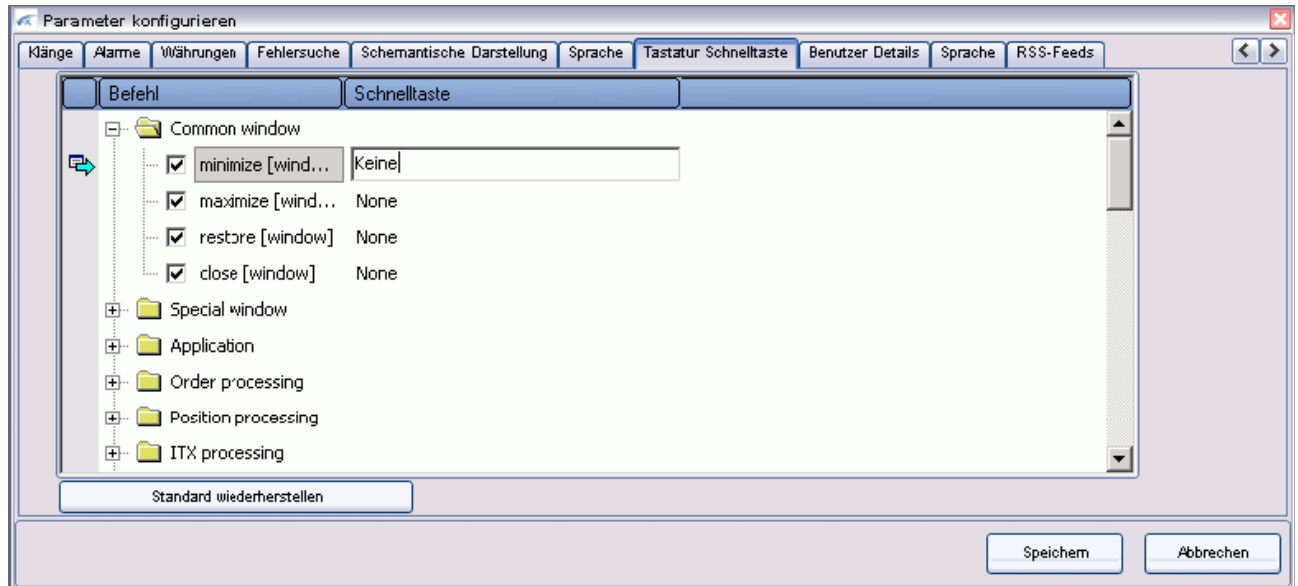 Parameter konfigurieren
Klänge Alarme Währungen Fehlersuche Schemantische Darstellung Sprache Tastatur Schnelltaste Benutzer Details Sprache RSS-Feeds
Befehl Schnelltaste
Common window
minimize [wind... Keine
maximize [wind... None
restore [window] None
close [window] None
Special window
Application
Order processing
Position processing
ITX processing
Standard wiederherstellen
Speichern Abbrechen